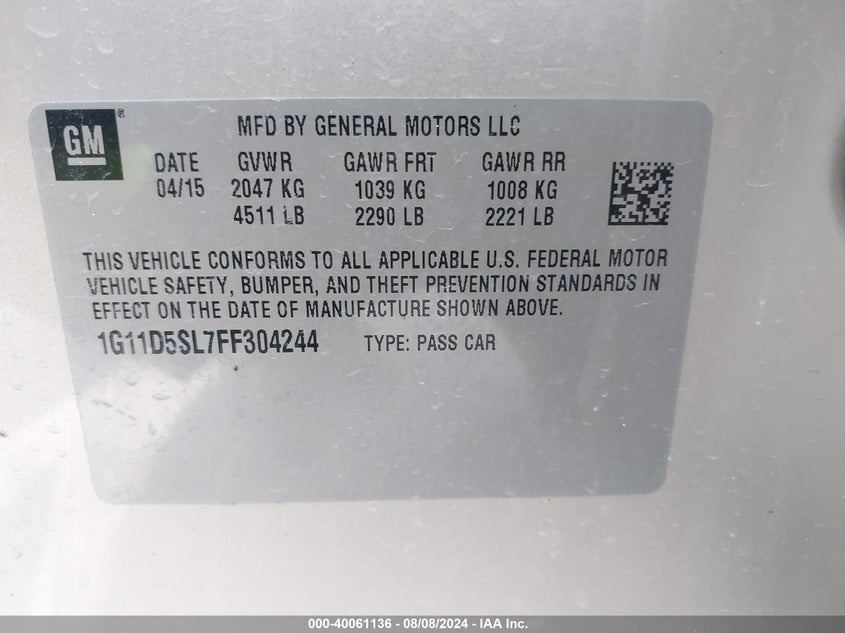 GM®
MFD BY GENERAL MOTORS LLC
DATE GVWR GAWR FRT GAWR RR
04/15 2047 KG 1039 KG 1008 KG
4511 LB 2290 LB 2221 LB
THIS VEHICLE CONFORMS TO ALL APPLICABLE U.S. FEDERAL MOTOR
VEHICLE SAFETY, BUMPER, AND THEFT PREVENTION STANDARDS IN
EFFECT ON THE DATE OF MANUFACTURE SHOWN ABOVE.
1G11D5SL7FF304244 TYPE: PASS CAR
000-40061136 - 08/08/2024 - IAA Inc.